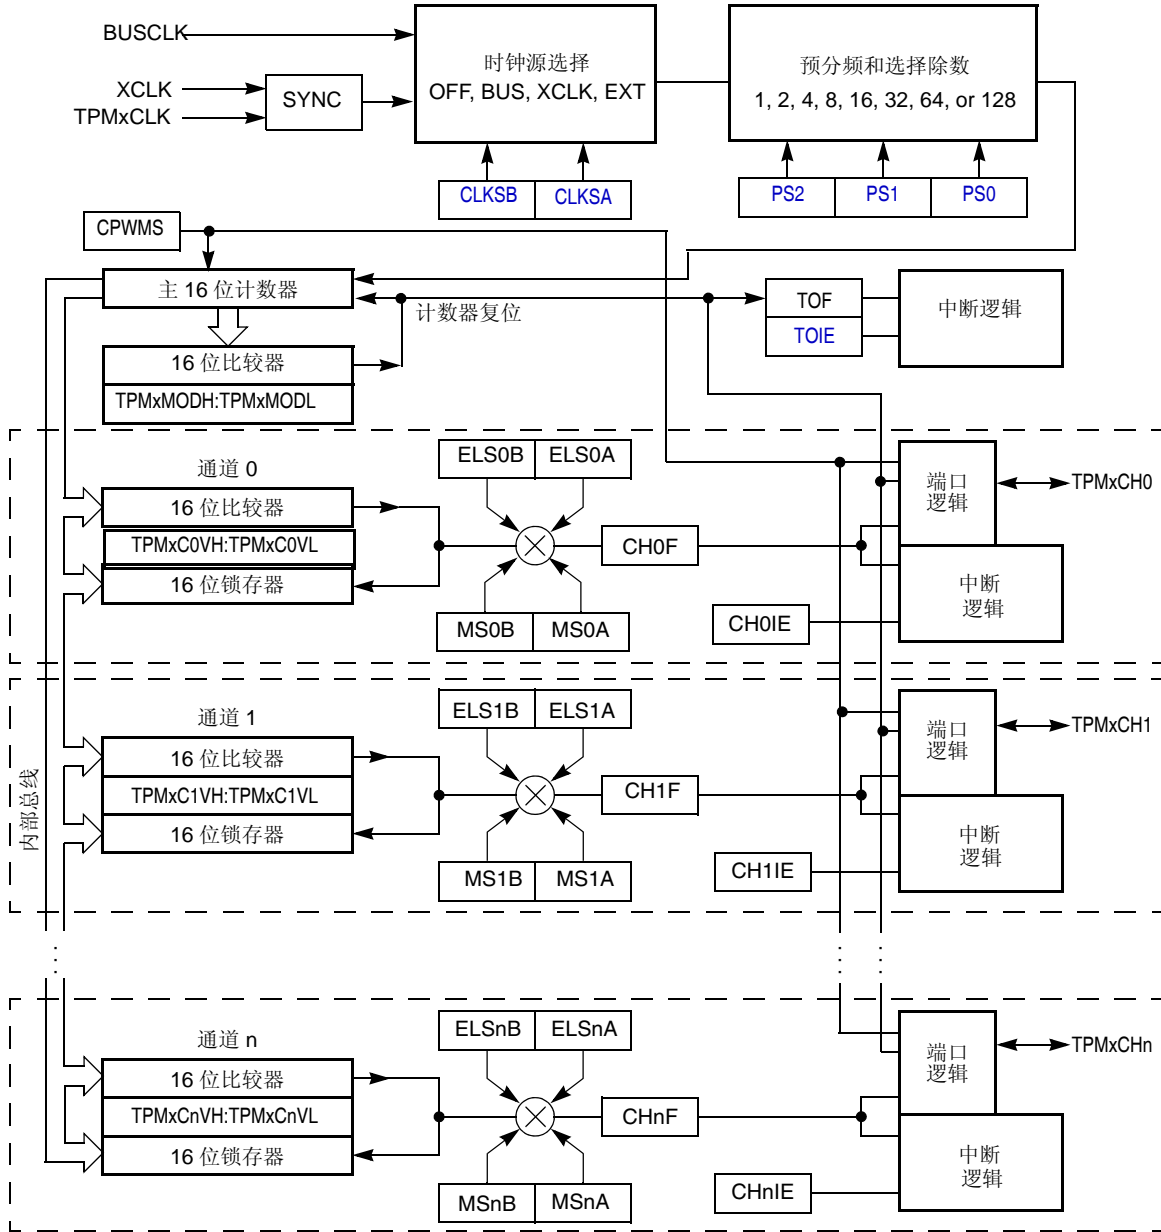 BUSCLK
XCLK
TPMxCLK
SYNC
时钟源选择
OFF, BUS, XCLK, EXT
预分频和选择除数
1, 2, 4, 8, 16, 32, 64, or 128
CLKSB
CLKSA
PS2
PS1
PS0
CPWMS
主 16 位计数器
计数器复位
TOF
TOIE
中断逻辑
16 位比较器
TPMxMODH:TPMxMODL
通道 0
ELS0B
ELS0A
端口
逻辑
TPMxCH0
16 位比较器
TPMxC0VH:TPMxC0VL
16 位锁存器
CH0F
中断
逻辑
MS0B
MS0A
CH0IE
通道 1
ELS1B
ELS1A
端口
逻辑
TPMxCH1
16 位比较器
TPMxC1VH:TPMxC1VL
16 位锁存器
CH1F
中断
逻辑
MS1B
MS1A
CH1IE
内部总线
通道 n
ELSnB
ELSnA
端口
逻辑
TPMxCHn
16 位比较器
TPMxCnVH:TPMxCnVL
16 位锁存器
CHnF
中断
逻辑
MSnB
MSnA
CHnIE